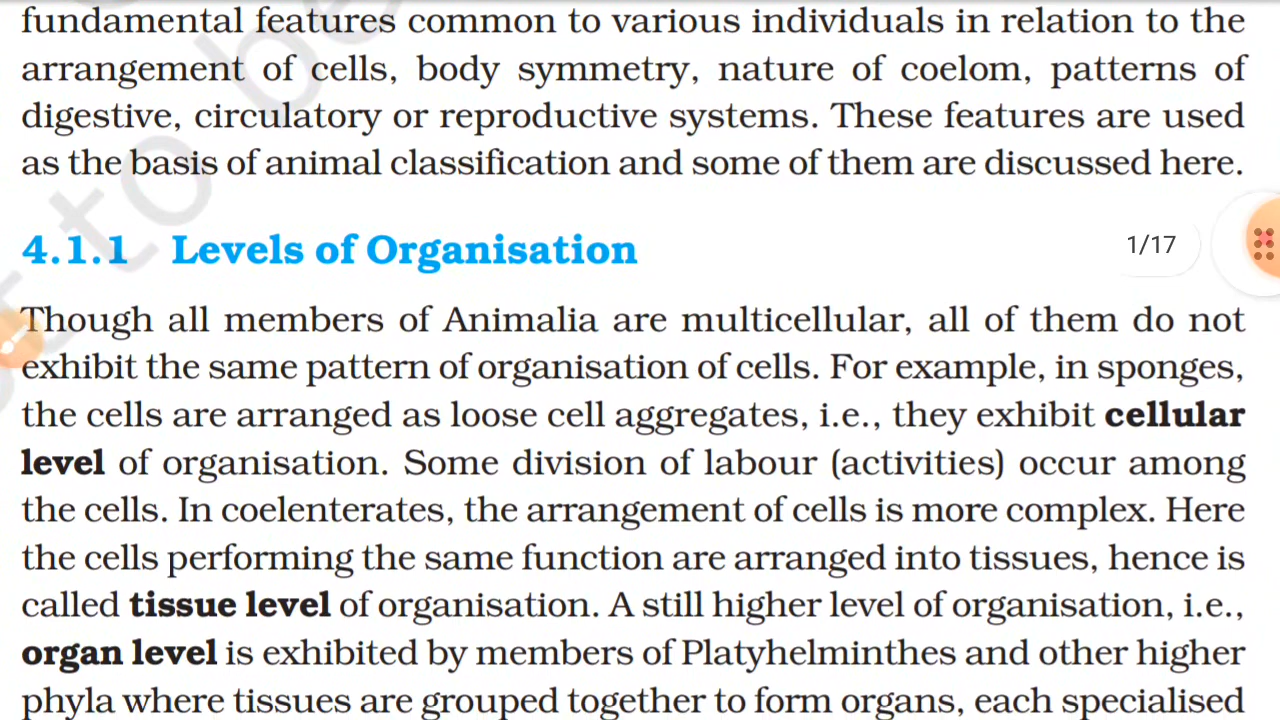 fundamental features common to various individuals in relation to the
arrangement of cells, body symmetry, nature of coelom, patterns of
digestive, circulatory or reproductive systems. These features are used
as the basis of animal classification and some of them are discussed here.
4.1.1 Levels of Organisation
1/17
Though all members of Animalia are multicellular, all of them do not
exhibit the same pattern of organisation of cells. For example, in sponges,
the cells are arranged as loose cell aggregates, i.e., they exhibit cellular
level of organisation. Some division of labour (activities) occur among
the cells. In coelenterates, the arrangement of cells is more complex. Here
the cells performing the same function are arranged into tissues, hence is
called tissue level of organisation. A still higher level of organisation, i.e.,
organ level is exhibited by members of Platyhelminthes and other higher
phyla where tissues are grouped together to form organs, each specialised
to be